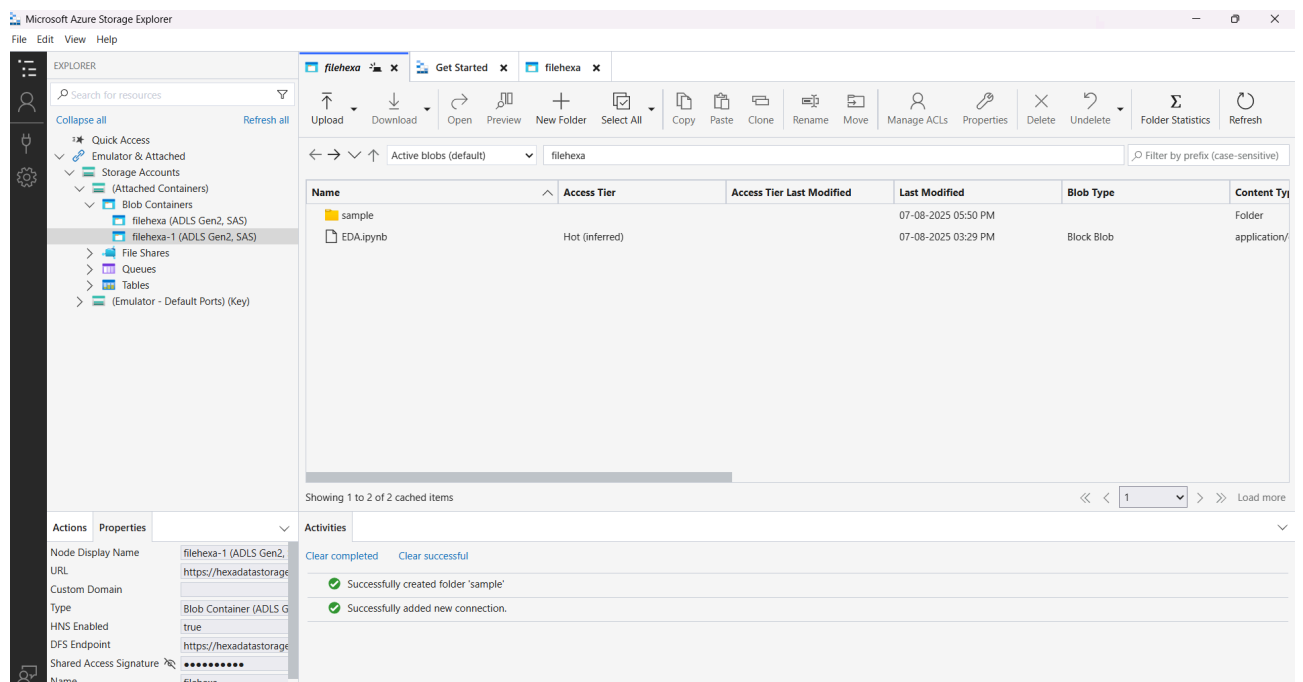 Microsoft Azure Storage Explorer
File Edit View Help
EXPLORER
Search for resources
Collapse all Refresh all
Quick Access
Emulator & Attached
Storage Accounts
(Attached Containers)
Blob Containers
filehexa (ADLS Gen2, SAS)
filehexa-1 (ADLS Gen2, SAS)
File Shares
Queues
Tables
(Emulator - Default Ports) (Key)
filehexa Get Started filehexa
Upload Download Open Preview New Folder Select All Copy Paste Clone Rename Move Manage ACLs Properties Delete Undelete Folder Statistics Refresh
Active blobs (default) filehexa Filter by prefix (case-sensitive)
Name Access Tier Access Tier Last Modified Last Modified Blob Type Content Typ
sample 07-08-2025 05:50 PM Folder
EDA.ipynb Hot (inferred) 07-08-2025 03:29 PM Block Blob application/
Showing 1 to 2 of 2 cached items 1 Load more
Actions Properties
Node Display Name filehexa-1 (ADLS Gen2,
URL https://hexadatastorage
Custom Domain
Type Blob Container (ADLS G
HNS Enabled true
DFS Endpoint https://hexadatastorage
Shared Access Signature ●●●●●●●●●●
Name filehexa
Activities
Clear completed Clear successful
Successfully created folder 'sample'
Successfully added new connection.